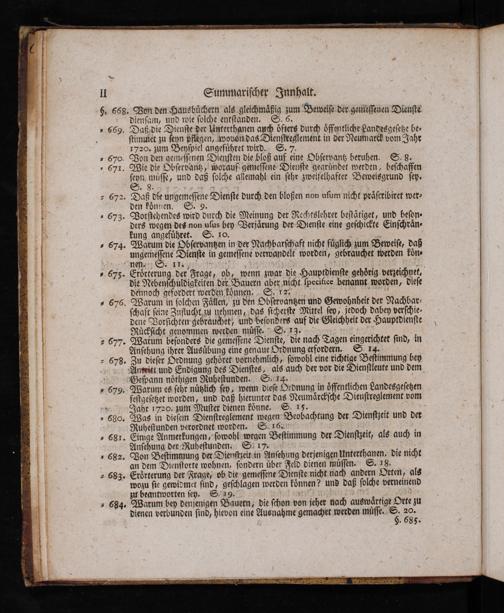 II Summarischer Innhalt.
§. 668. Von den Hausbüchern als gleichmäßig zum Beweise der gemessenen Dienste
diensam, und wie solche entstanden. S. 6.
= 669. Daß die Dienste der Unterthanen auch öfters durch öffentliche Landesgesetze be-
stimmet zu seyn pflegen, wovon das Dienstreglement in der Neumark vom Jahr
1720. zum Beyspiel angeführet wird. S. 7.
= 670. Von den gemessenen Diensten die bloß auf eine Observantz beruhen. S. 8.
= 671. Wie die Observantz, worauf gemessene Dienste gegründet werden, beschaffen
seyn müsse, und daß solche allemahl ein sehr zweifelhafter Beweisgrund sey.
S. 8.
= 672. Daß die ungemessene Dienste durch den bloßen non usum nicht präscribiret wer-
den können. S. 9.
= 673. Vorstehendes wird durch die Meinung der Rechtslehrer bestätiget, und beson-
ders wegen des non usus bey Verjärung der Dienste eine geschickte Einschrän-
kung angeführet. S. 10.
= 674. Warum die Observantzen in der Nachbarschaft nicht füglich zum Beweise, daß
ungemessene Dienste in gemessene verwandelt worden, gebrauchet werden kön-
nen. S. 11.
= 675. Erörterung der Frage, ob, wenn zwar die Hauptdienste gehörig verzeichnet,
die Nebenschuldigkeiten der Bauern aber nicht specifice benannt worden, diese
dennoch gefordert werden können. S. 12.
= 676. Warum in solchen Fällen, zu den Observantzen und Gewohnheit der Nachbar-
schaft seine Zuflucht zu nehmen, das sicherste Mittel sey, jedoch dabey verschie-
dene Vorsichten gebrauchet, und besonders auf die Gleichheit der Hauptdienste
Rücksicht genommen werden müsse. S. 13.
= 677. Warum besonders die gemessene Dienste, die nach Tagen eingerichtet sind, in
Ansehung ihrer Ausübung eine genaue Ordnung erfordern. S. 14.
= 678. Zu dieser Ordnung gehöret vornehmlich, sowohl eine richtige Bestimmung bey
Antrit und Endigung des Dienstes, als auch der vor die Dienstleute und dem
Gespann nöthigen Ruhestunden. S. 14.
= 679. Warum es sehr nützlich sey, wenn diese Ordnung in öffentlichen Landesgesetzen
festgesetzet worden, und daß hierunter das Neumärcksche Dienstreglement vom
Jahr 1720. zum Muster dienen könne. S. 15.
= 680. Was in diesem Dienstreglement wegen Beobachtung der Dienstzeit und der
Ruhestunden verordnet worden. S. 16.
= 681. Einige Anmerkungen, sowohl wegen Bestimmung der Dienstzeit, als auch in
Ansehung der Ruhestunden. S. 17.
= 682. Von Bestimmung der Dienstzeit in Ansehung derjenigen Unterthanen, die nicht
an dem Dienstorte wohnen, sondern über Feld dienen müssen. S. 18.
= 683. Erörterung der Frage, ob die gemessene Dienste nicht nach andern Orten, als
wozu sie gewidmet sind, geschlagen werden können? und daß solche verneinend
zu beantworten sey. S. 19.
= 684. Warum bey denjenigen Bauern, die schon von jeher nach auswärtige Orte zu
dienen verbunden sind, hievon eine Ausnahme gemachet werden müsse. S. 20.
§. 685.